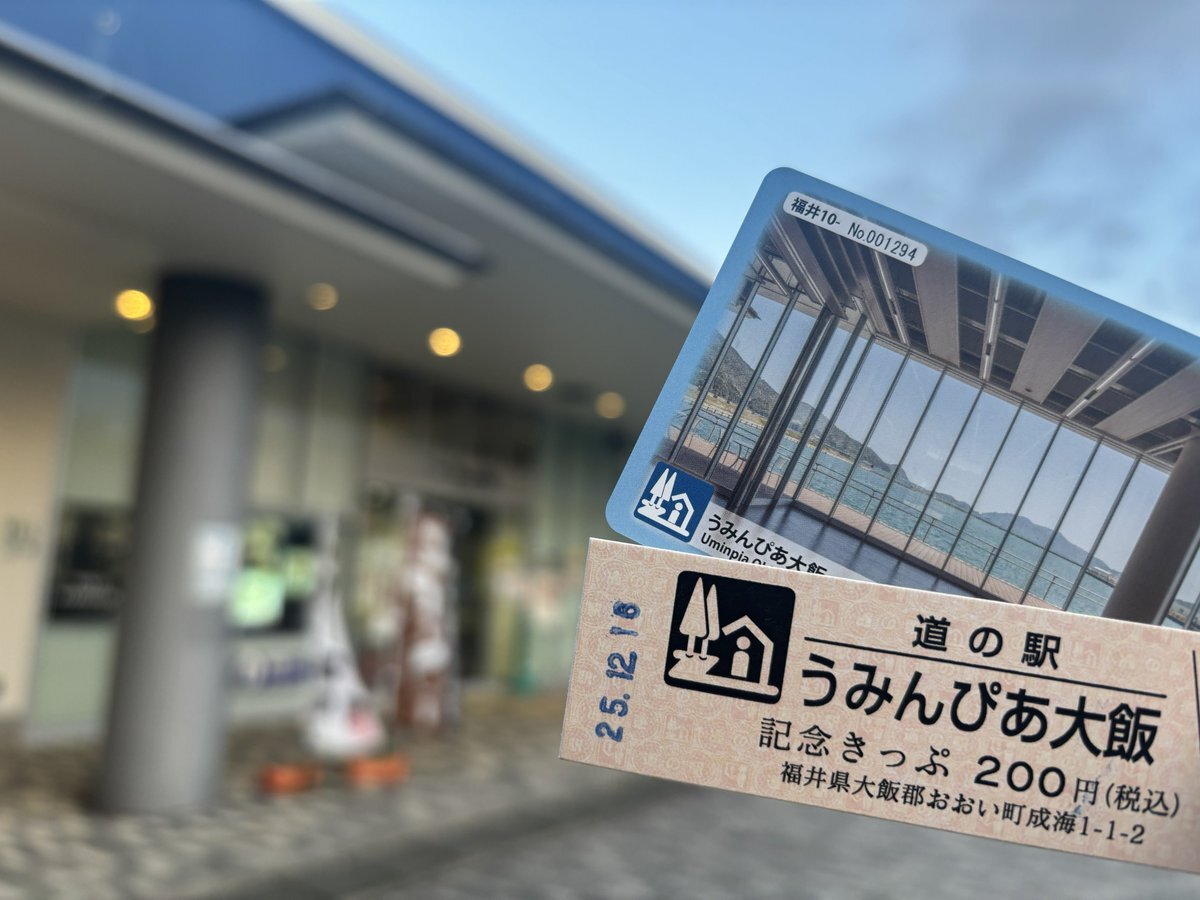 福井10- No.001294
うみんぴあ大飯
Uminpia
25.12.16
道の駅
うみんぴあ大飯
記念きっぷ 200円(税込)
福井県大飯郡おおい町成海1-1-2